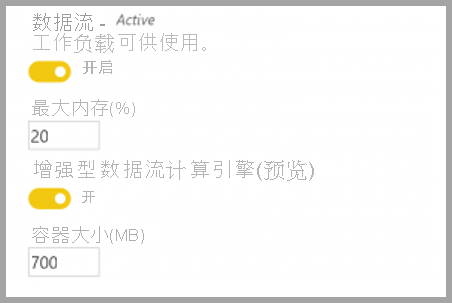 数据流 - Active
工作负载可供使用。
开启
最大内存(%)
20
增强型数据流计算引擎(预览)
开
容器大小(MB)
700